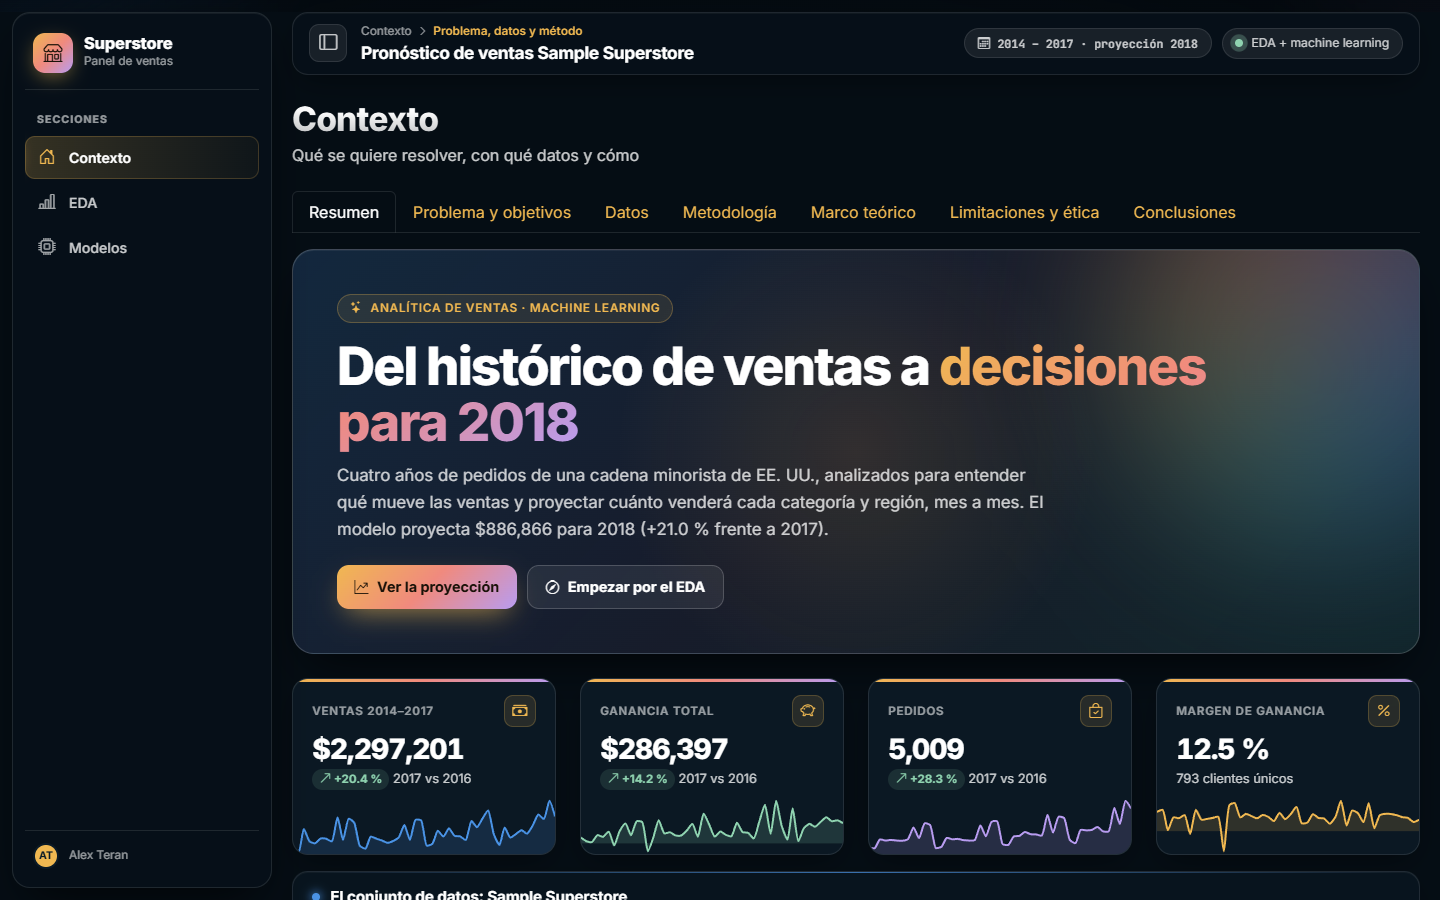 Superstore
Panel de ventas
SECCIONES
Contexto
EDA
Modelos
AT Alex Teran
Contexto > Problema, datos y método
Pronóstico de ventas Sample Superstore
2014 – 2017 · proyección 2018
EDA + machine learning
Contexto
Qué se quiere resolver, con qué datos y cómo
Resumen Problema y objetivos Datos Metodología Marco teórico Limitaciones y ética Conclusiones
ANALÍTICA DE VENTAS · MACHINE LEARNING
Del histórico de ventas a decisiones
para 2018
Cuatro años de pedidos de una cadena minorista de EE. UU., analizados para entender
qué mueve las ventas y proyectar cuánto venderá cada categoría y región, mes a mes. El
modelo proyecta $886,866 para 2018 (+21.0 % frente a 2017).
Ver la proyección
Empezar por el EDA
VENTAS 2014–2017
$2,297,201
+20.4 % 2017 vs 2016
GANANCIA TOTAL
$286,397
+14.2 % 2017 vs 2016
PEDIDOS
5,009
+28.3 % 2017 vs 2016
MARGEN DE GANANCIA
12.5 %
793 clientes únicos
El conjunto de datos: Sample Superstore